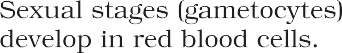 Sexual stages (gametocytes)
develop in red blood cells.